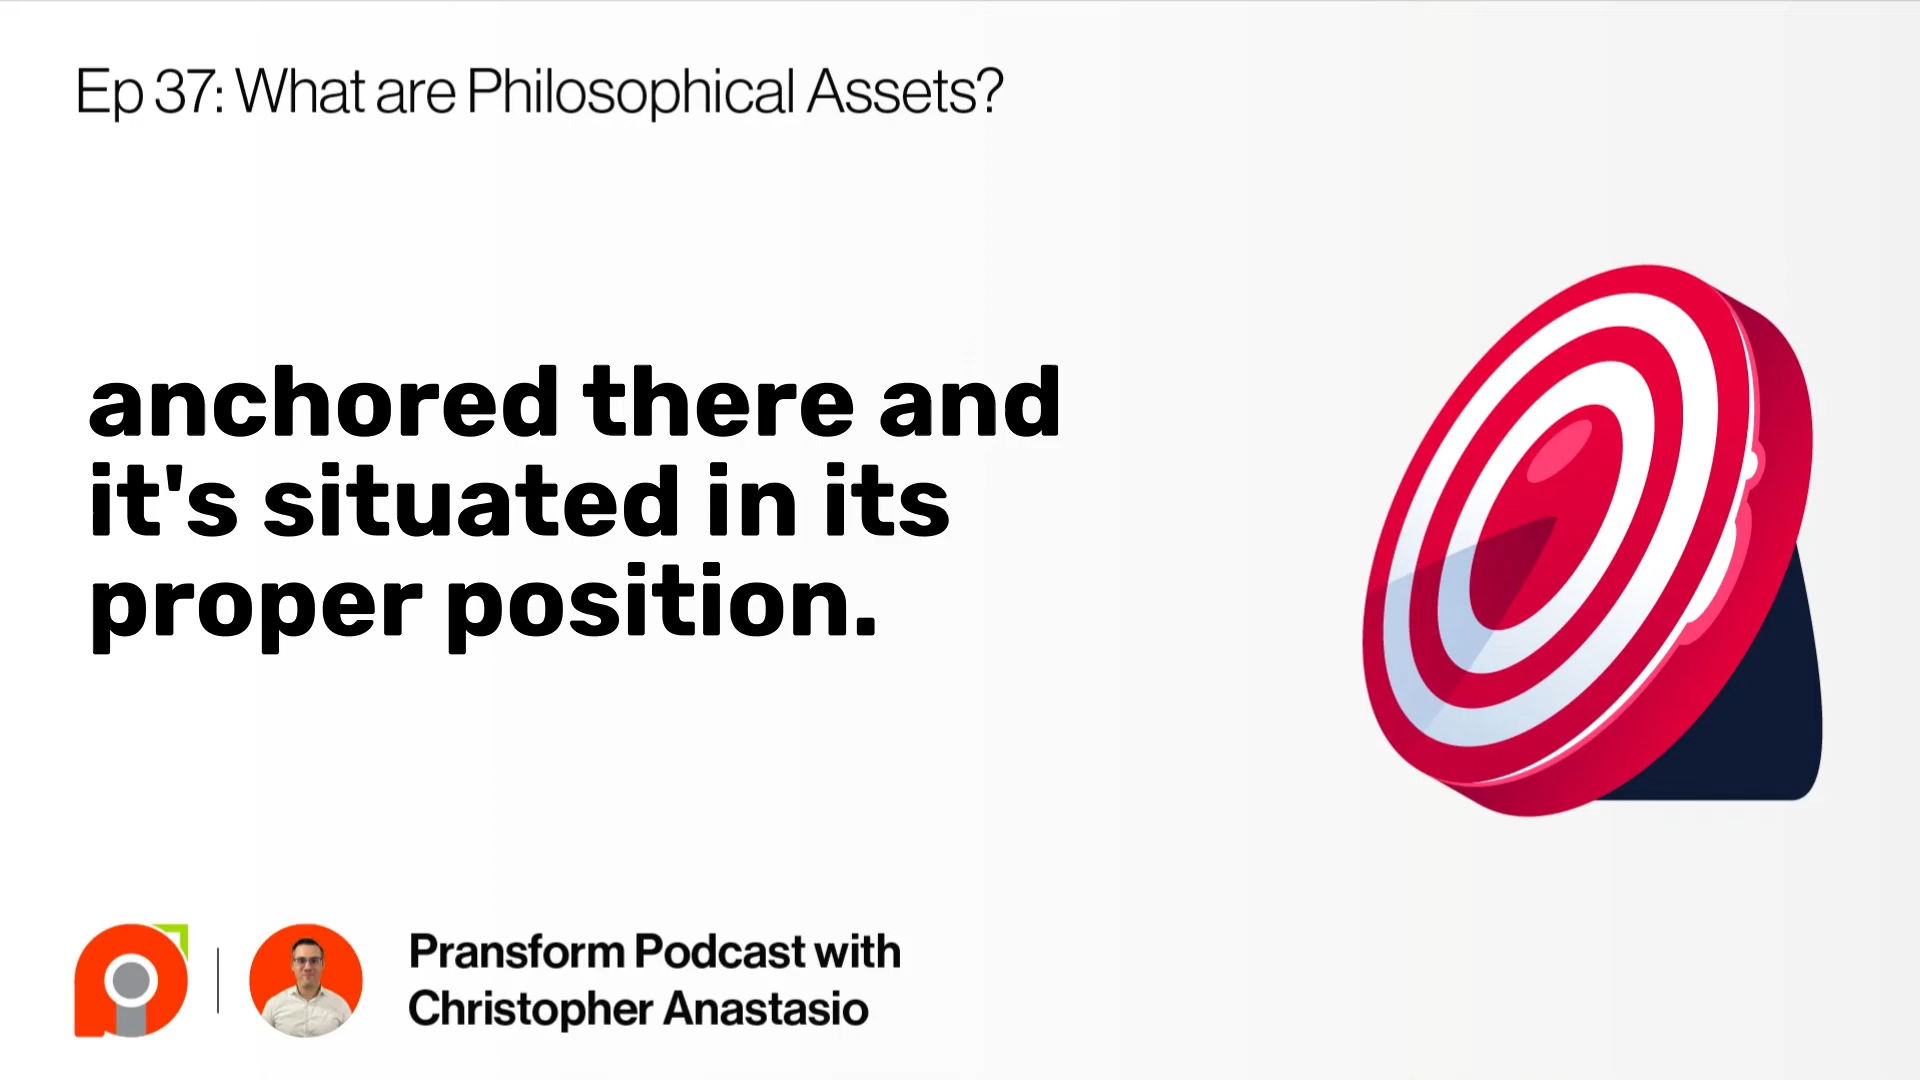 Ep 37: What are Philosophical Assets?
anchored there and
it's situated in its
proper position.
Pransform Podcast with
Christopher Anastasio